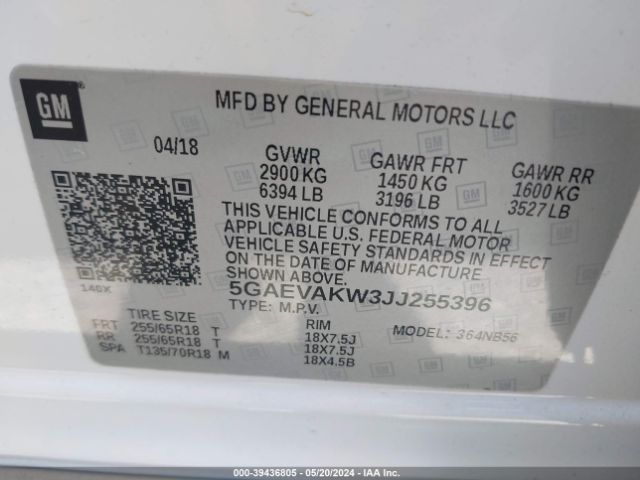 GM
MFD BY GENERAL MOTORS LLC
04/18
GVWR GAWR FRT GAWR RR
2900 KG 1450 KG 1600 KG
6394 LB 3196 LB 3527 LB
THIS VEHICLE CONFORMS TO ALL
APPLICABLE U.S. FEDERAL MOTOR
VEHICLE SAFETY STANDARDS IN EFFECT
ON THE DATE OF MANUFACTURE
SHOWN ABOVE.
140X
5GAEVAKW3JJ255396
TYPE: M.P.V.
TIRE SIZE RIM MODEL: 364NB56
FRT 255/65R18 T 18X7.5J
RR 255/65R18 T 18X7.5J
SPA T135/70R18 M 18X4.5B
000-39436805 - 05/20/2024 - IAA Inc.